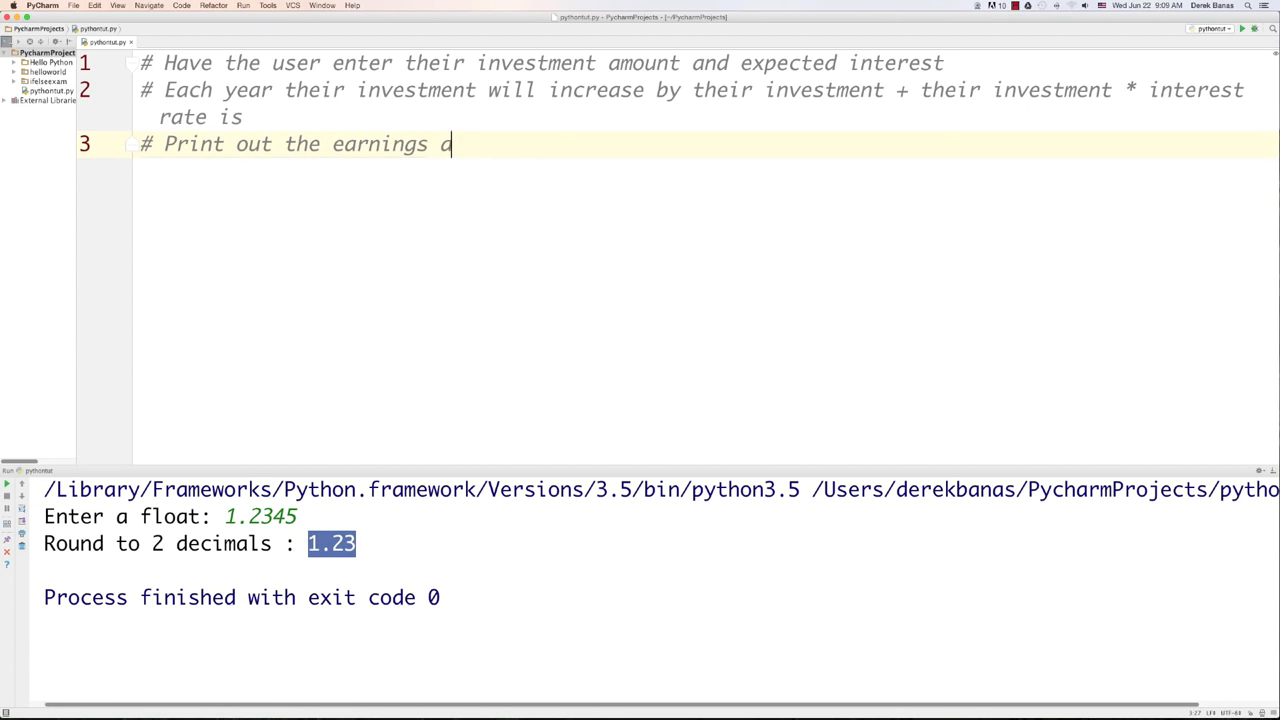 PyCharm File Edit View Navigate Code Refactor Run Tools VCS Window Help 10 Wed Jun 22 9:09 AM Derek Banas
pythontut.py - PycharmProjects - [~/PycharmProjects]
PycharmProjects pythontut.py pythontut
pythontut.py
PycharmProject
Hello Python
helloworld
ifelseexam
pythontut.py
External Librarie
1 # Have the user enter their investment amount and expected interest
2 # Each year their investment will increase by their investment + their investment * interest
rate is
3 # Print out the earnings a
Run pythontut
/Library/Frameworks/Python.framework/Versions/3.5/bin/python3.5 /Users/derekbanas/PycharmProjects/pytho
Enter a float: 1.2345
Round to 2 decimals : 1.23
Process finished with exit code 0
3:27 LF÷ UTF-8÷